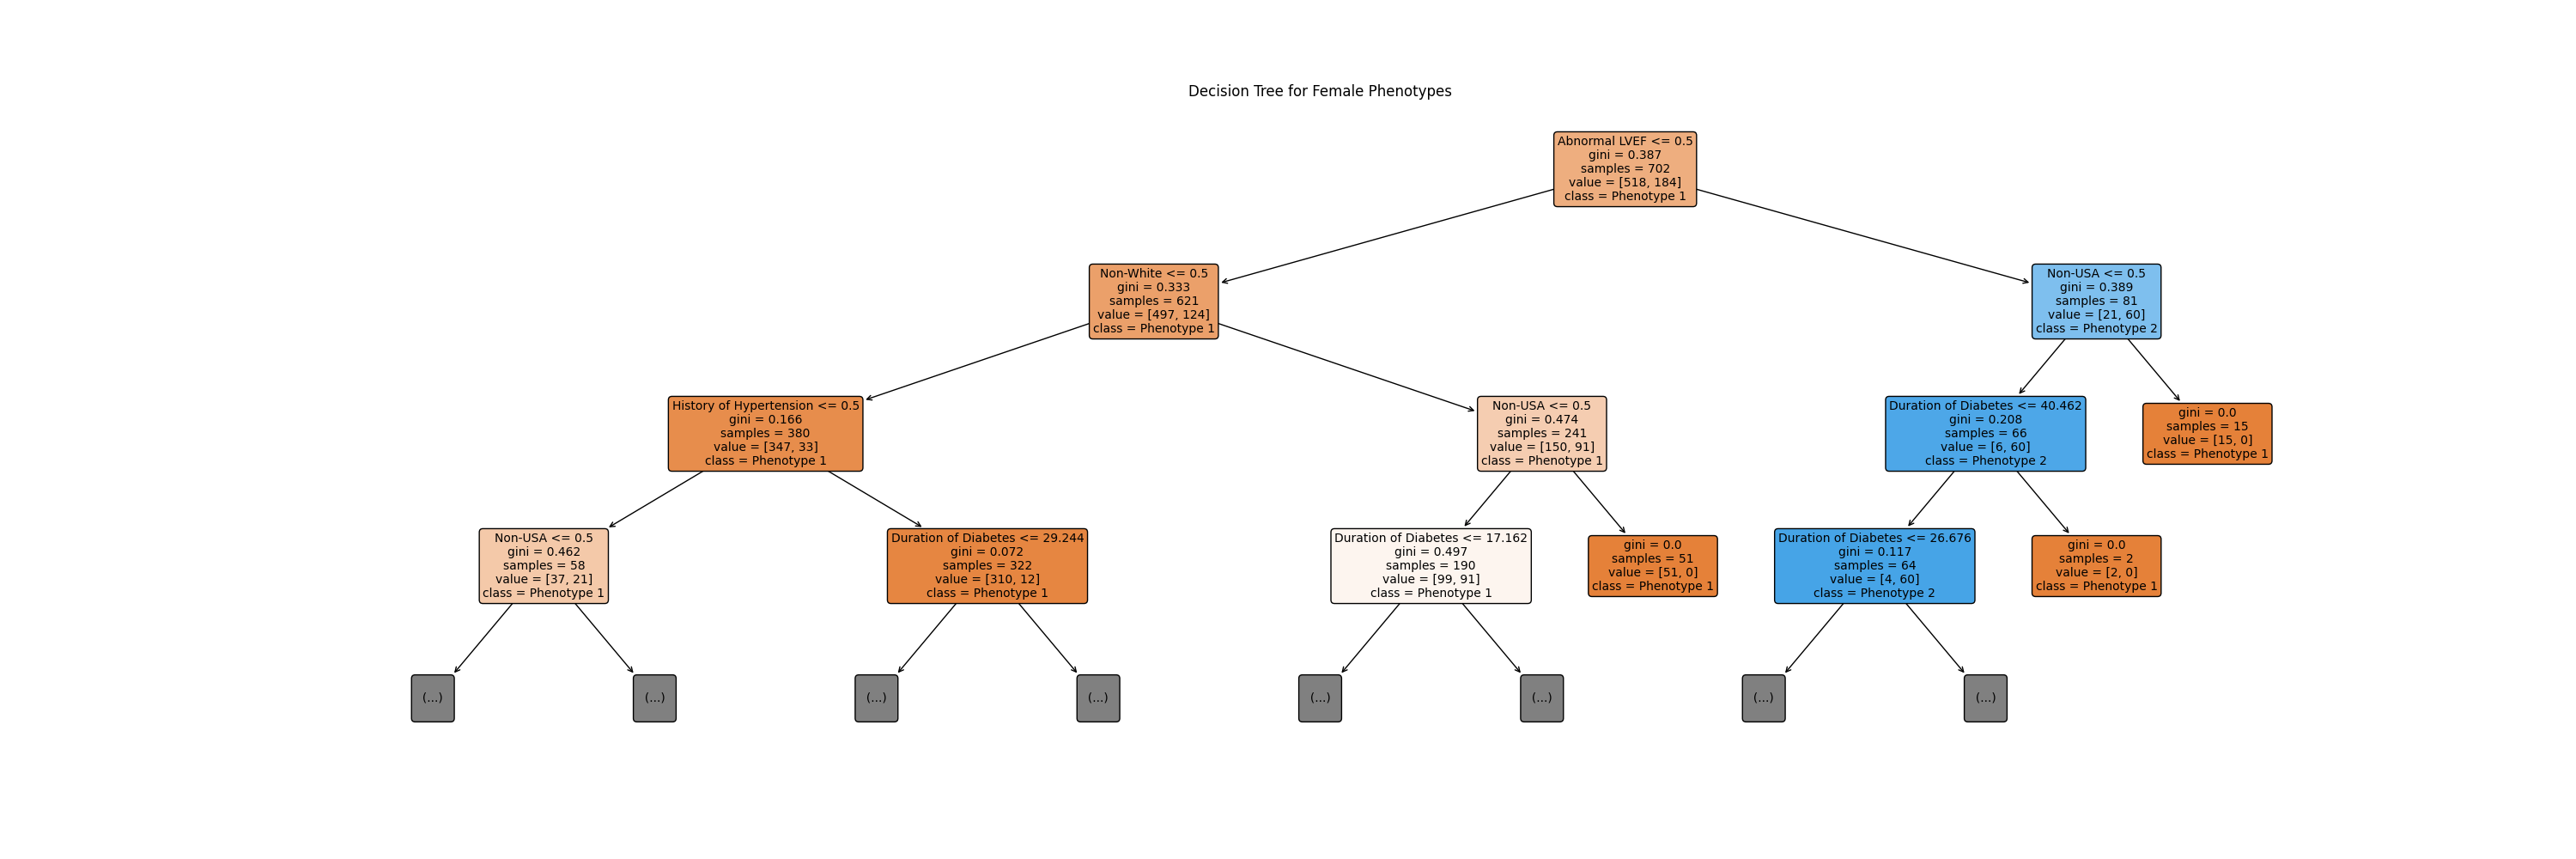 Decision Tree for Female Phenotypes
Abnormal LVEF <= 0.5
gini = 0.387
samples = 702
value = [518, 184]
class = Phenotype 1
Non-White <= 0.5
gini = 0.333
samples = 621
value = [497, 124]
class = Phenotype 1
Non-USA <= 0.5
gini = 0.389
samples = 81
value = [21, 60]
class = Phenotype 2
History of Hypertension <= 0.5
gini = 0.166
samples = 380
value = [347, 33]
class = Phenotype 1
Non-USA <= 0.5
gini = 0.474
samples = 241
value = [150, 91]
class = Phenotype 1
Duration of Diabetes <= 40.462
gini = 0.208
samples = 66
value = [6, 60]
class = Phenotype 2
gini = 0.0
samples = 15
value = [15, 0]
class = Phenotype 1
Non-USA <= 0.5
gini = 0.462
samples = 58
value = [37, 21]
class = Phenotype 1
Duration of Diabetes <= 29.244
gini = 0.072
samples = 322
value = [310, 12]
class = Phenotype 1
Duration of Diabetes <= 17.162
gini = 0.497
samples = 190
value = [99, 91]
class = Phenotype 1
gini = 0.0
samples = 51
value = [51, 0]
class = Phenotype 1
Duration of Diabetes <= 26.676
gini = 0.117
samples = 64
value = [4, 60]
class = Phenotype 2
gini = 0.0
samples = 2
value = [2, 0]
class = Phenotype 1
(...)
(...)
(...)
(...)
(...)
(...)
(...)
(...)